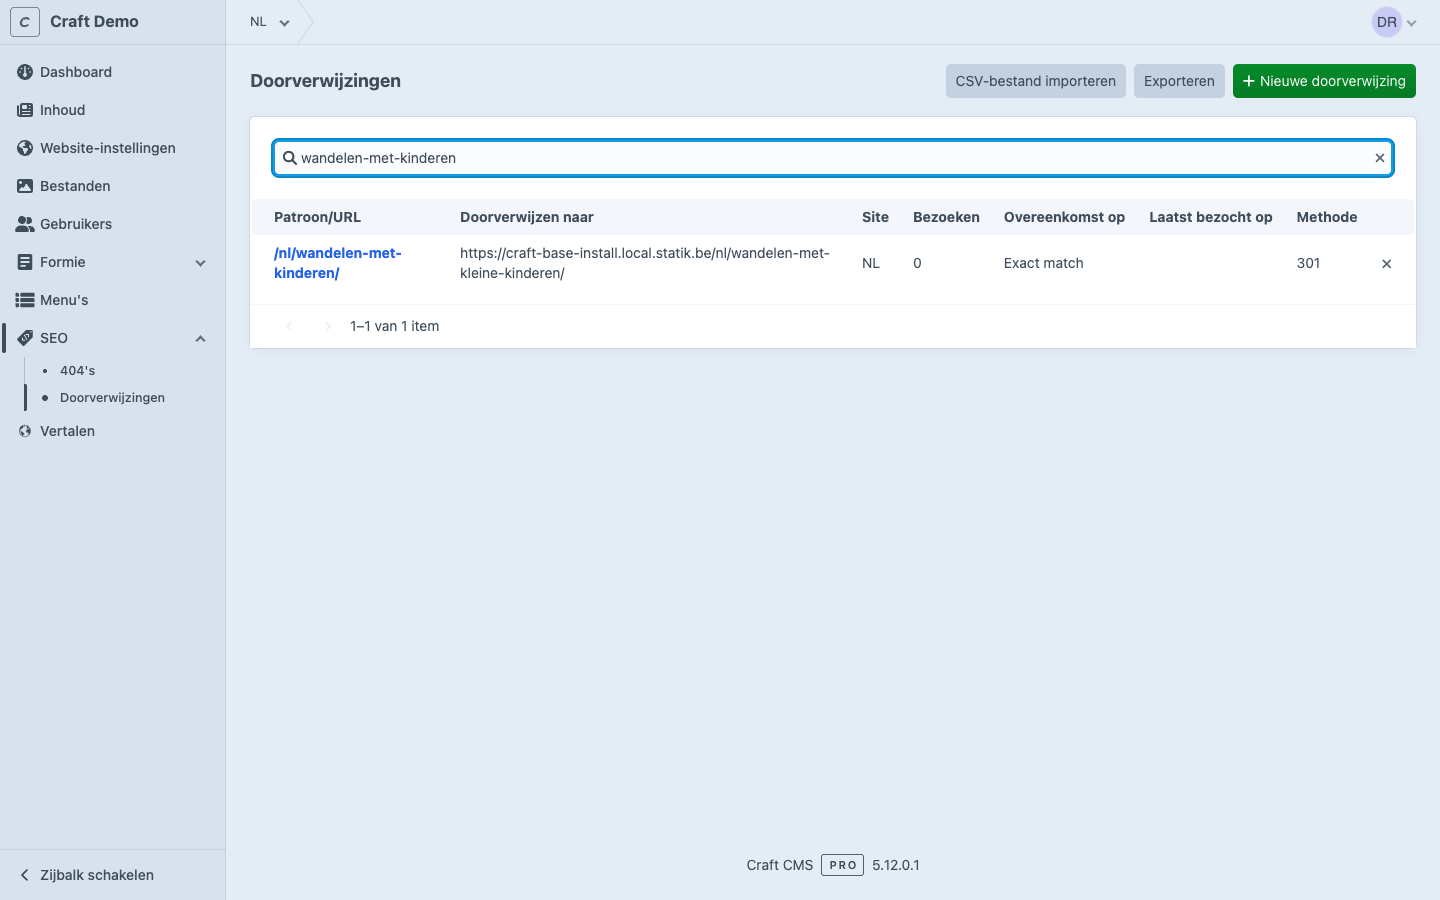 C Craft Demo
NL
DR
Dashboard
Inhoud
Website-instellingen
Bestanden
Gebruikers
Formie
Menu's
SEO
404's
Doorverwijzingen
Vertalen
Zijbalk schakelen
Doorverwijzingen
CSV-bestand importeren
Exporteren
Nieuwe doorverwijzing
wandelen-met-kinderen
Patroon/URL Doorverwijzen naar Site Bezoeken Overeenkomst op Laatst bezocht op Methode
/nl/wandelen-met-
kinderen/
https://craft-base-install.local.statik.be/nl/wandelen-met-
kleine-kinderen/
NL 0 Exact match 301
1–1 van 1 item
Craft CMS PRO 5.12.0.1